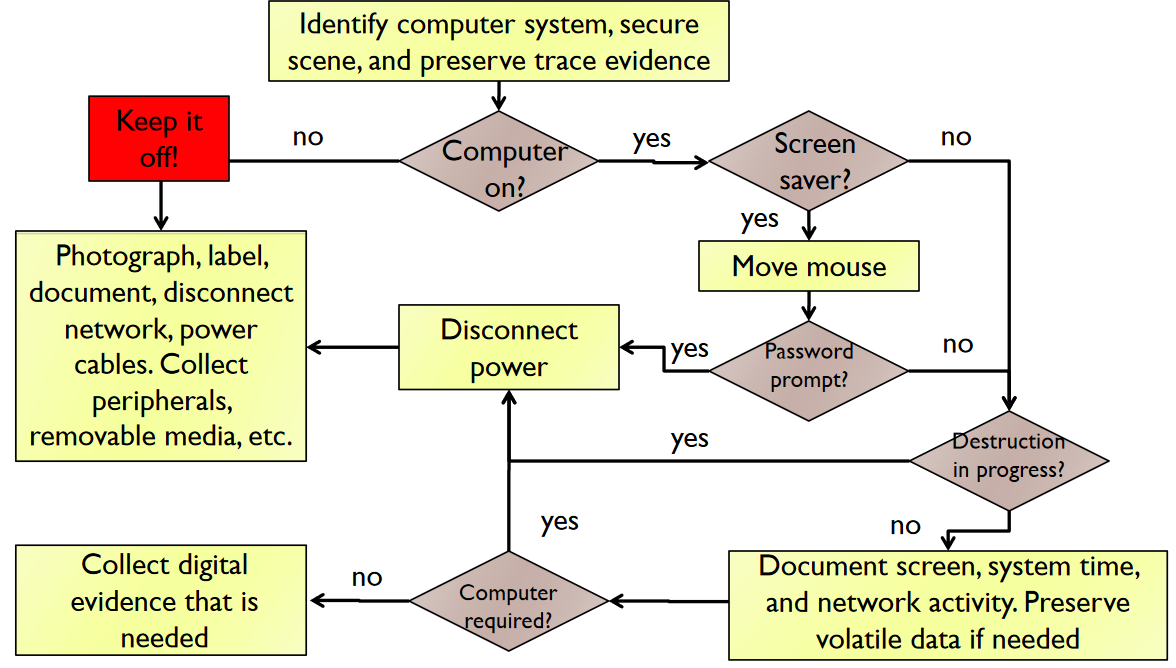 Identify computer system, secure
scene, and preserve trace evidence
Keep it
off!
no
Computer
on?
yes
Screen
saver?
no
yes
Move mouse
Photograph, label,
document, disconnect
network, power
cables. Collect
peripherals,
removable media, etc.
Disconnect
power
yes
Password
prompt?
no
yes
Destruction
in progress?
no
yes
Document screen, system time,
and network activity. Preserve
volatile data if needed
Computer
required?
no
Collect digital
evidence that is
needed